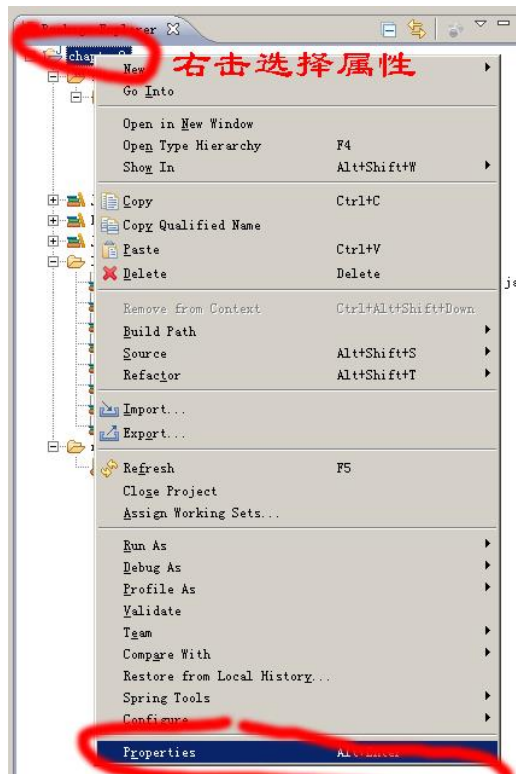 右击选择属性
New
Go Into
Open in New Window
Open Type Hierarchy F4
Show In Alt+Shift+W
Copy Ctrl+C
Copy Qualified Name
Paste Ctrl+V
Delete Delete
Remove from Context Ctrl+Alt+Shift+Down
Build Path
Source Alt+Shift+S
Refactor Alt+Shift+T
Import...
Export...
Refresh F5
Close Project
Assign Working Sets...
Run As
Debug As
Profile As
Validate
Team
Compare With
Restore from Local History...
Spring Tools
Configure
Properties Alt+Enter